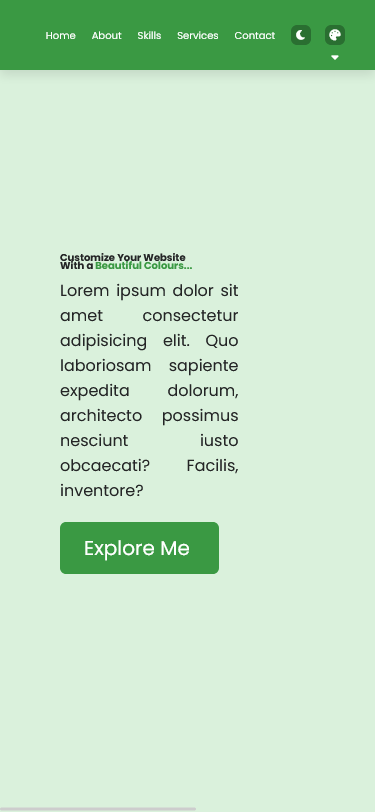 Home About Skills Services Contact
Customize Your Website
With a Beautiful Colours...
Lorem ipsum dolor sit
amet consectetur
adipisicing elit. Quo
laboriosam sapiente
expedita dolorum,
architecto possimus
nesciunt iusto
obcaecati? Facilis,
inventore?
Explore Me